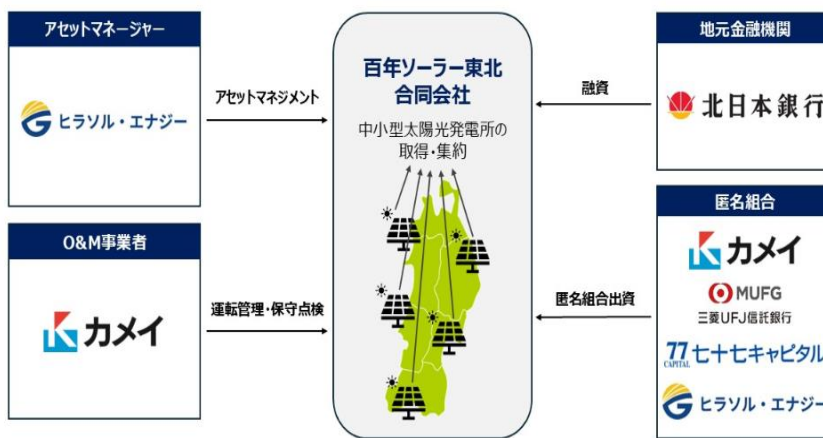 アセットマネージャー
ヒラソル・エナジー
アセットマネジメント
O&M事業者
カメイ
運転管理・保守点検
百年ソーラー東北
合同会社
中小型太陽光発電所の
取得・集約
地元金融機関
北日本銀行
融資
匿名組合
カメイ
MUFG
三菱UFJ信託銀行
77 七十七キャピタル
CAPITAL
ヒラソル・エナジー
匿名組合出資